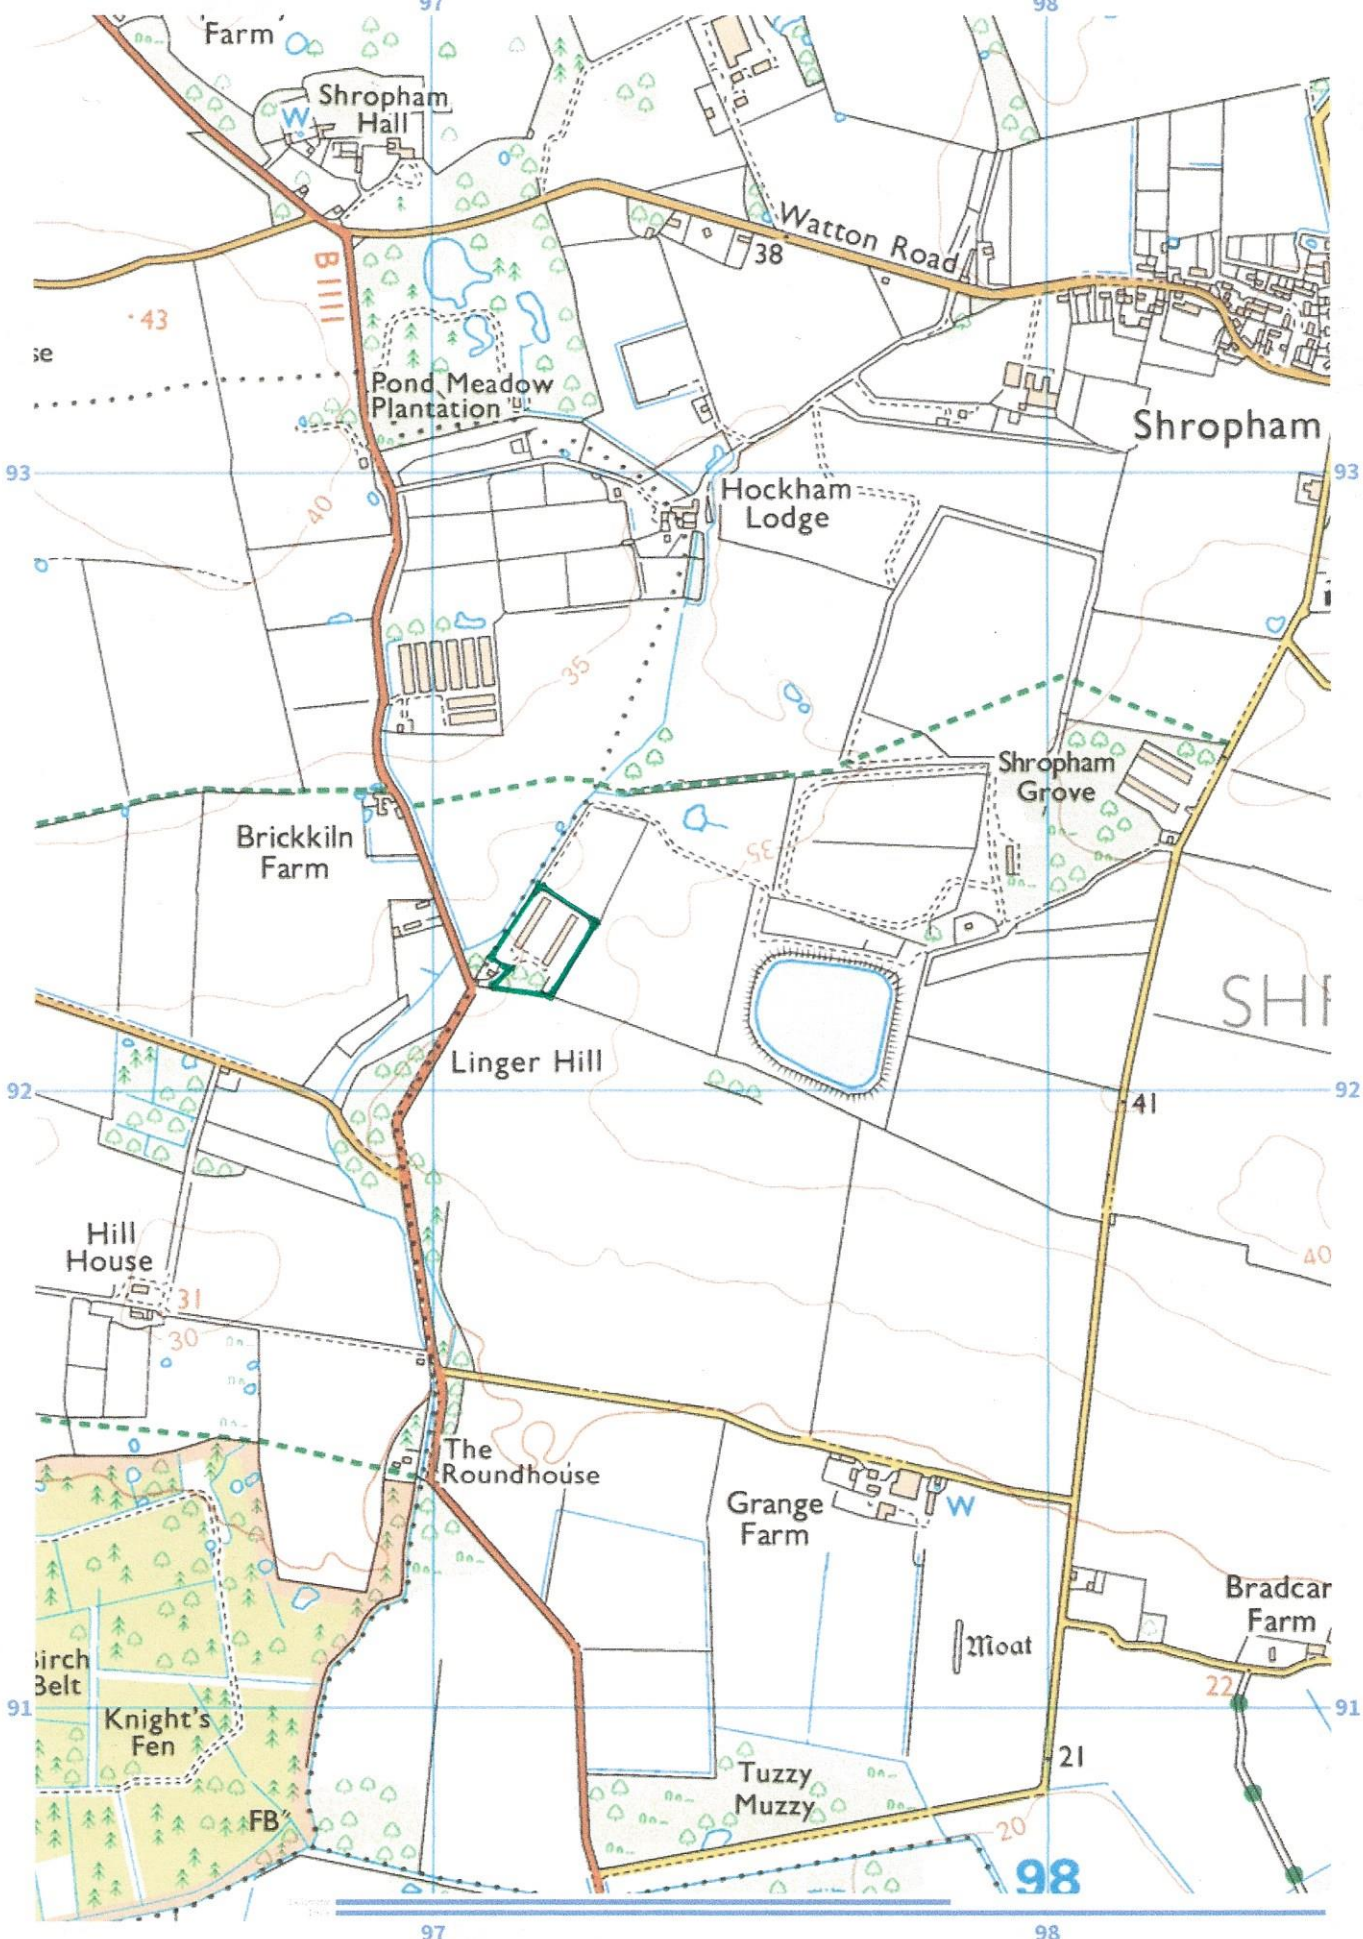 97
98
Farm
Shropham
Hall
W
Watton Road
38
B1111
43
se
Pond Meadow
Plantation
Shropham
93
93
Hockham
Lodge
40
35
Shropham
Grove
Brickkiln
Farm
35
SHR
Linger Hill
92
92
41
Hill
House
31
30
40
The
Roundhouse
Grange
Farm
W
Bradcar
Farm
Moat
Birch
Belt
22
91
91
Knight's
Fen
21
Tuzzy
Muzzy
FB
20
98
97
98